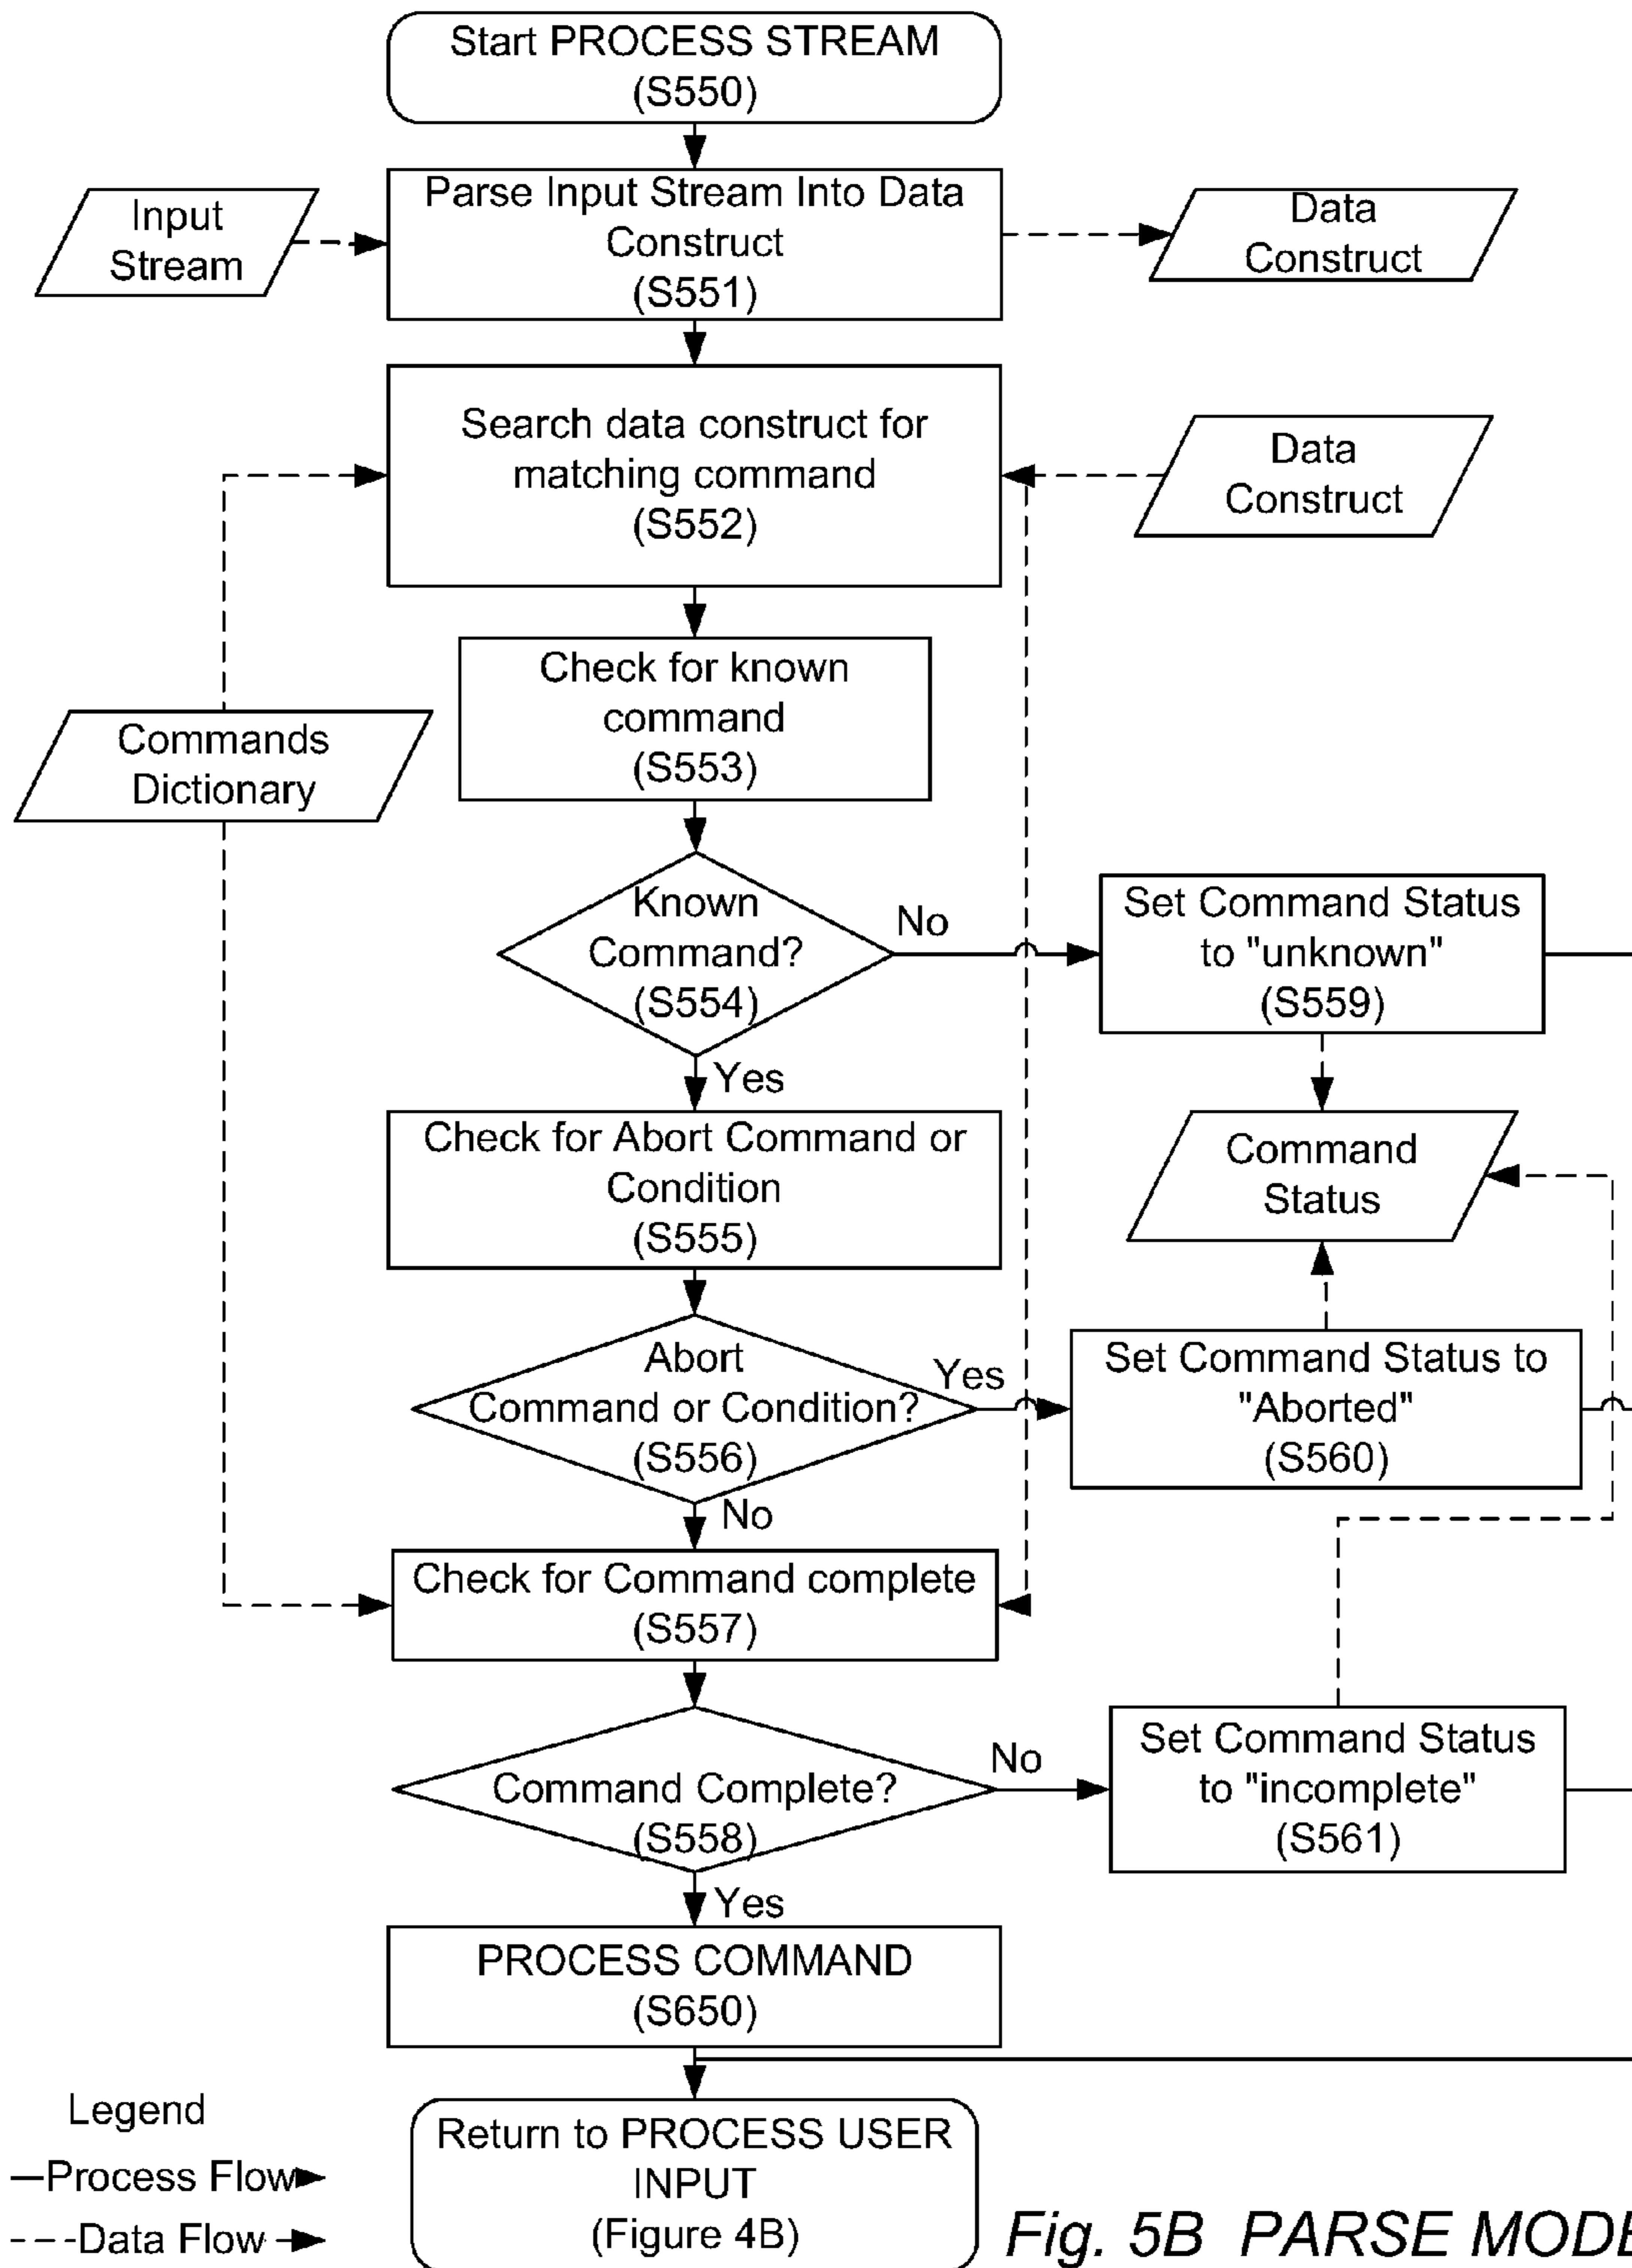 Start PROCESS STREAM
(S550)
Input
Stream
Parse Input Stream Into Data
Construct
(S551)
Data
Construct
Search data construct for
matching command
(S552)
Data
Construct
Check for known
command
(S553)
Commands
Dictionary
Known
Command?
(S554)
No
Set Command Status
to "unknown"
(S559)
Yes
Check for Abort Command or
Condition
(S555)
Command
Status
Abort
Command or Condition?
(S556)
Yes
Set Command Status to
"Aborted"
(S560)
No
Check for Command complete
(S557)
Command Complete?
(S558)
No
Set Command Status
to "incomplete"
(S561)
Yes
PROCESS COMMAND
(S650)
Legend
Process Flow
Data Flow
Return to PROCESS USER
INPUT
(Figure 4B)
Fig. 5B PARSE MODE